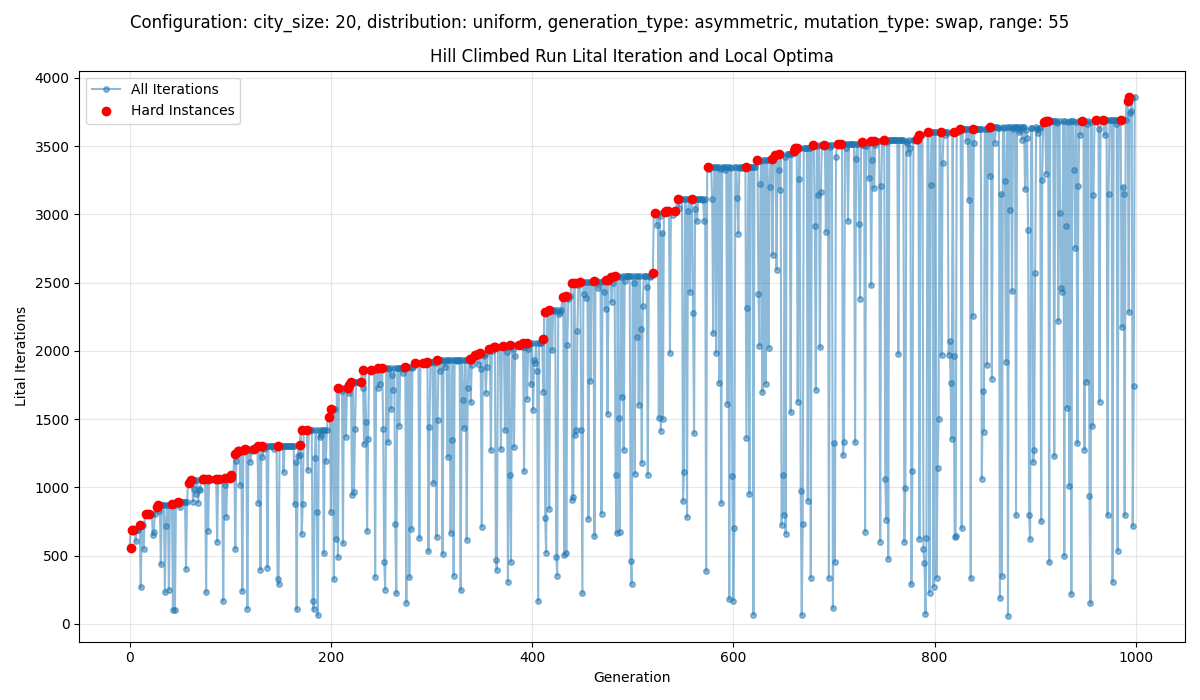 Configuration: city_size: 20, distribution: uniform, generation_type: asymmetric, mutation_type: swap, range: 55
Hill Climbed Run Lital Iteration and Local Optima
All Iterations
Hard Instances
4000
3500
3000
2500
2000
1500
1000
500
0
Lital Iterations
0 200 400 600 800 1000
Generation